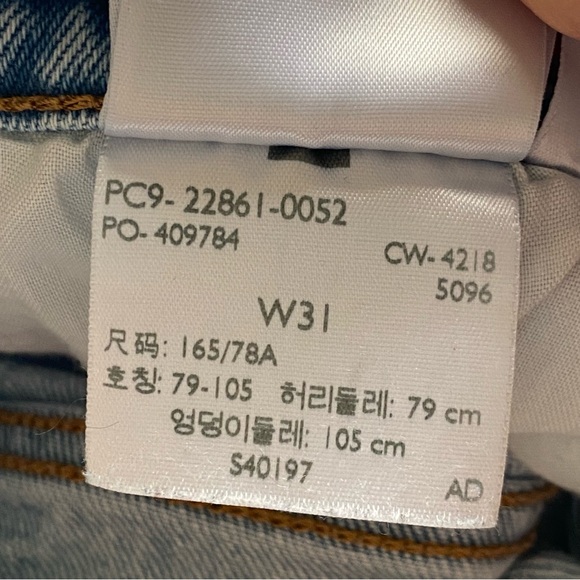 PC9-22861-0052
PO-409784
CW-4218
5096
W31
尺码: 165/78A
호칭: 79-105 허리둘레: 79 cm
엉덩이둘레: 105 cm
S40197
AD